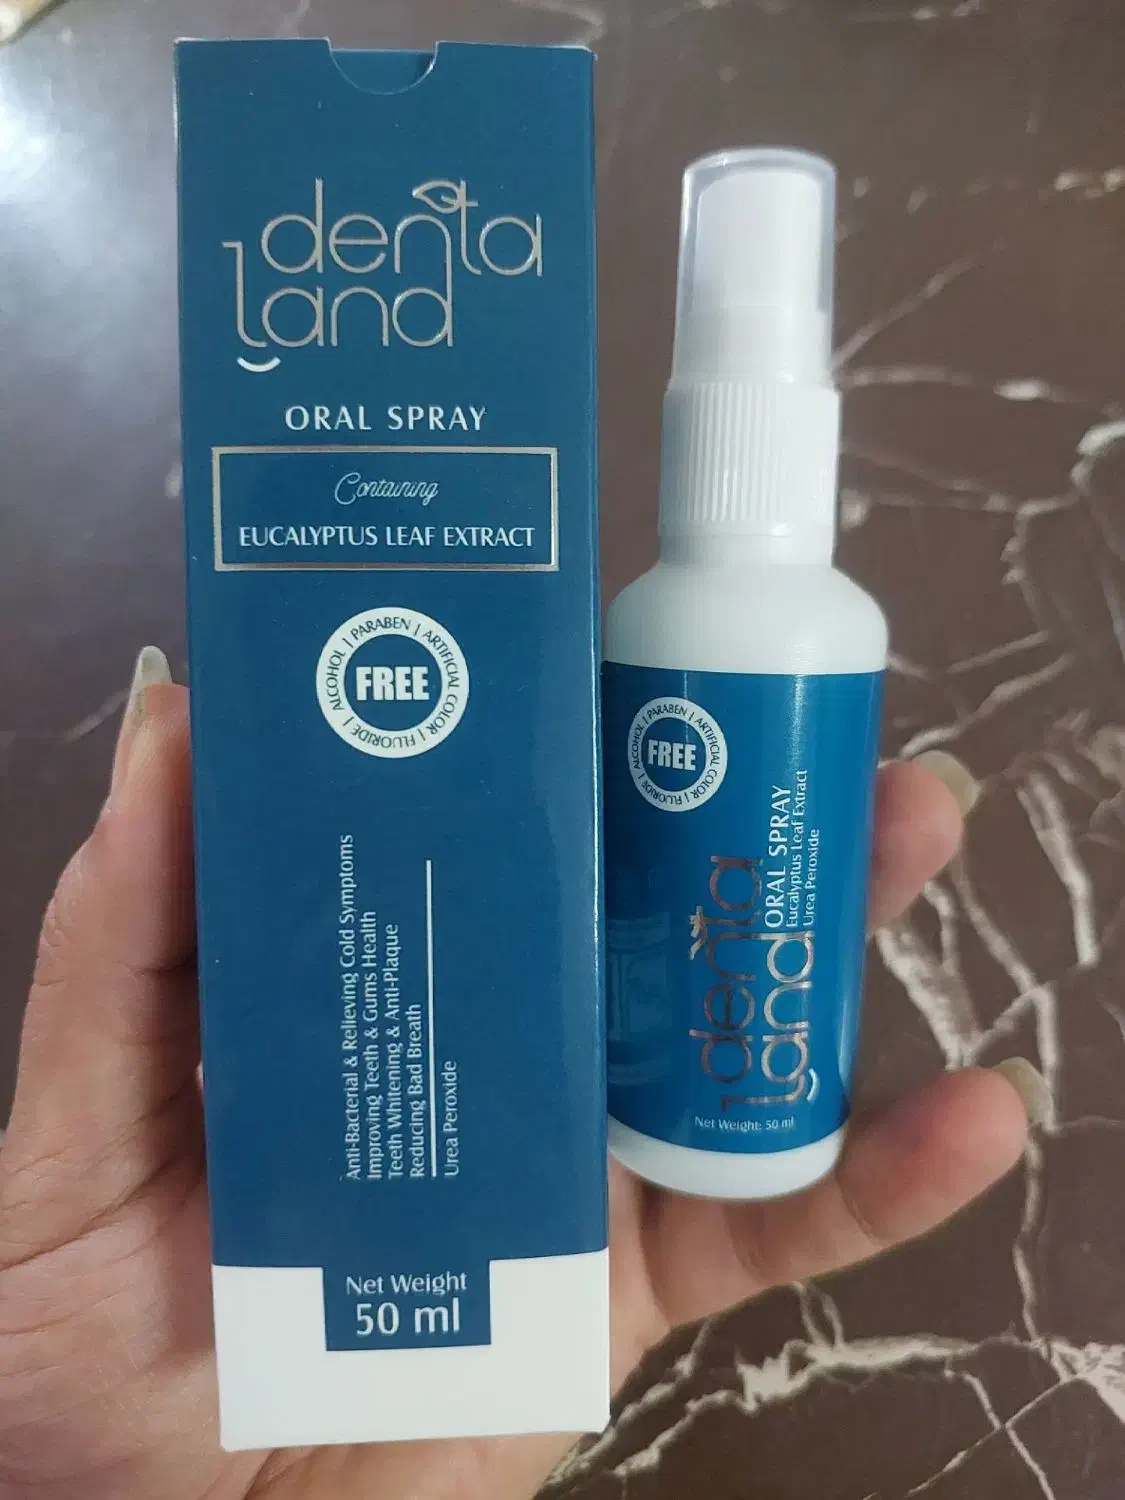 denta
land
ORAL SPRAY
Containing
EUCALYPTUS LEAF EXTRACT
ALCOHOL | PARABEN | ARTIFICIAL COLOR | FLUORIDE |
FREE
Anti-Bacterial & Relieving Cold Symptoms
Improving Teeth & Gums Health
Teeth Whitening & Anti-Plaque
Reducing Bad Breath
Urea Peroxide
Net Weight
50 ml
ALCOHOL | PARABEN | ARTIFICIAL COLOR | FLUORIDE |
FREE
denta
land
ORAL SPRAY
Eucalyptus Leaf Extract
Urea Peroxide
Net Weight: 50 ml